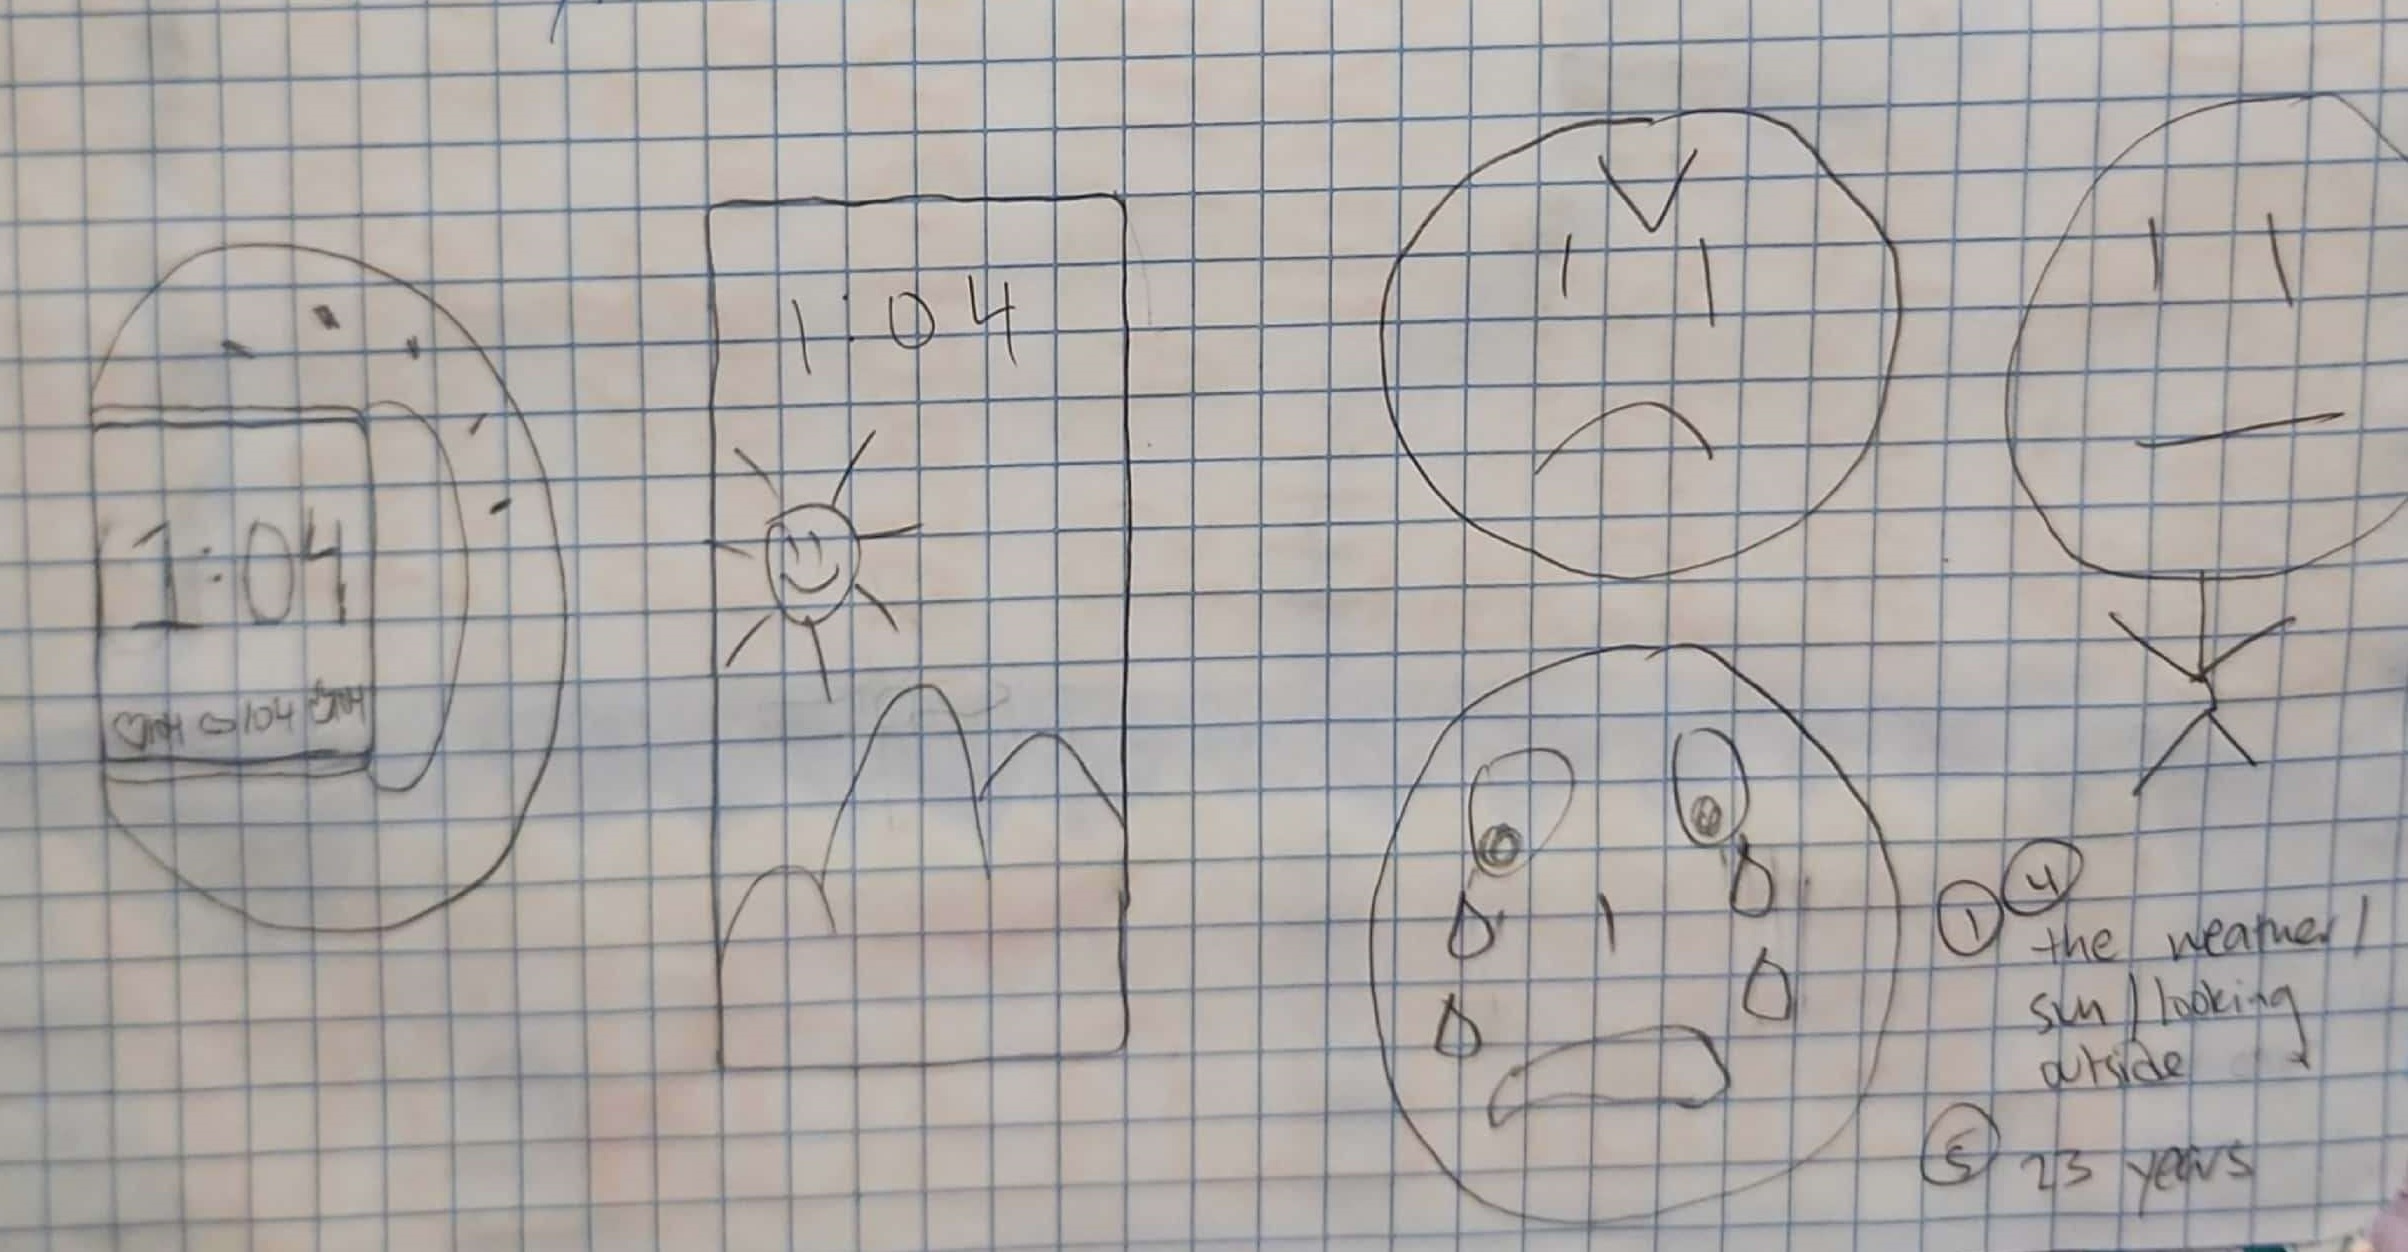 1:04
104
1:04
① ④
the weather /
sun / looking
outside
⑤ 23 years